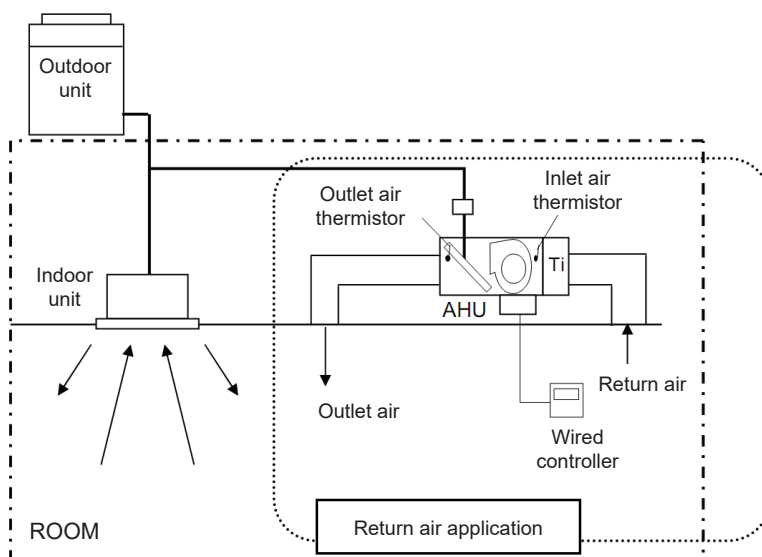 Outdoor
unit
Outlet air
thermistor
Inlet air
thermistor
Indoor
unit
Ti
AHU
Outlet air
Return air
Wired
controller
ROOM
Return air application